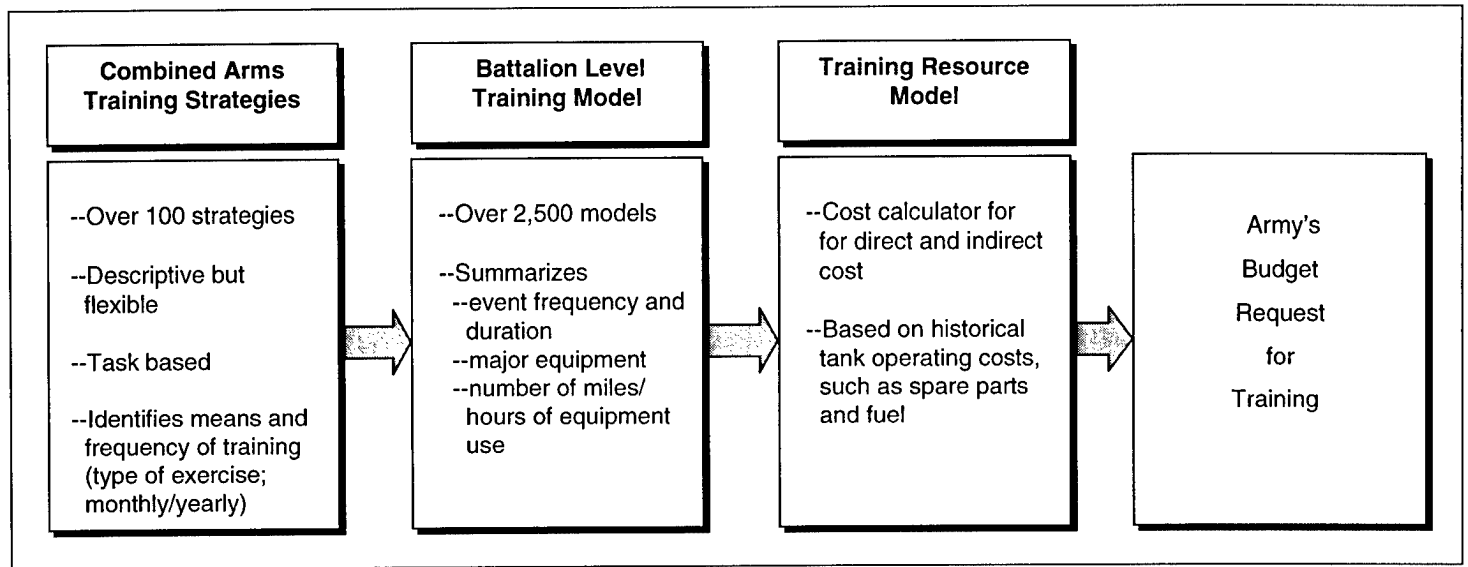 Combined Arms
Training Strategies
--Over 100 strategies
--Descriptive but
flexible
--Task based
--Identifies means and
frequency of training
(type of exercise;
monthly/yearly)
Battalion Level
Training Model
--Over 2,500 models
--Summarizes
--event frequency and
duration
--major equipment
--number of miles/
hours of equipment
use
Training Resource
Model
--Cost calculator for
for direct and indirect
cost
--Based on historical
tank operating costs,
such as spare parts
and fuel
Army's
Budget
Request
for
Training